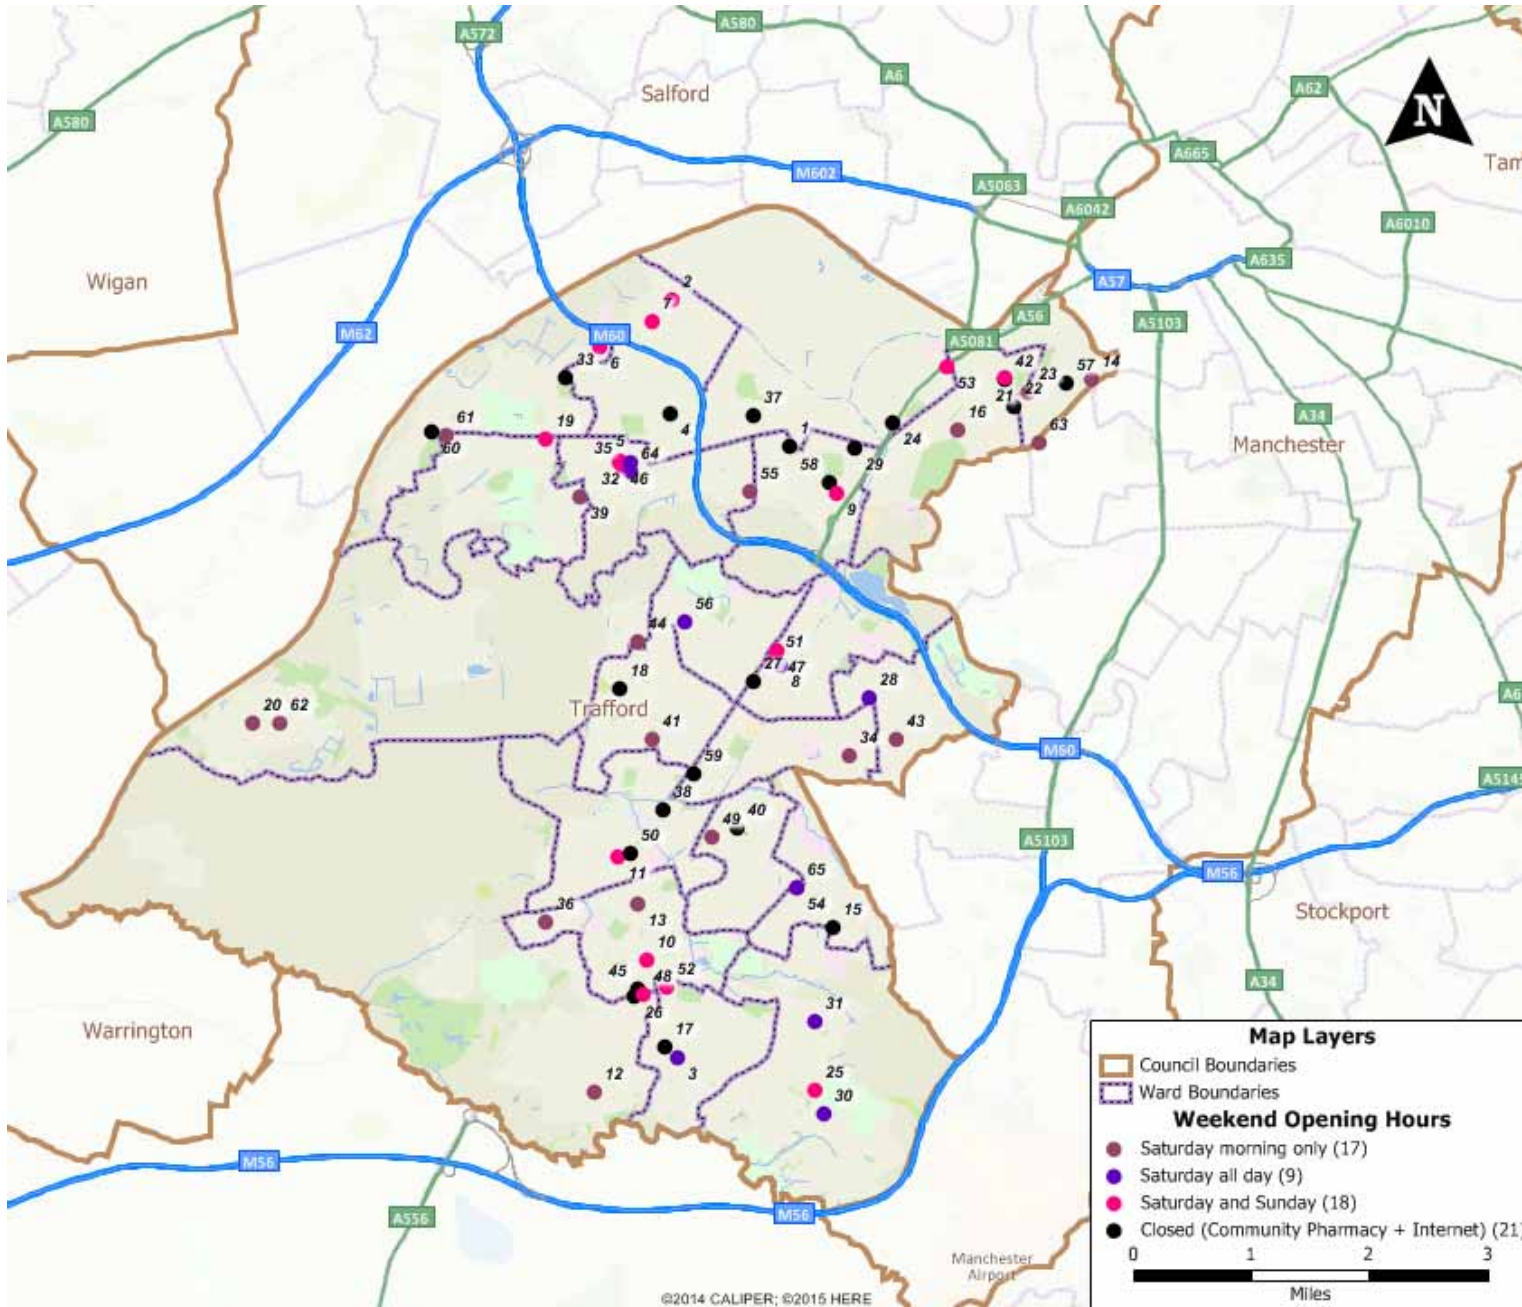 A572
A580
A6
A62
Salford
A580
N
A665
Tam
M602
A5063
A6042
A6010
Wigan
A635
A57
2
7
A56
A5103
M62
M60
A5081
6
33
42
57
14
23
53
22
21
37
61
19
16
A34
1
4
24
63
Manchester
60
35
5
64
58
29
32
46
55
39
9
56
44
51
18
27
47
8
28
A6
20
62
Trafford
41
34
43
M60
59
A5145
38
40
49
50
A5103
65
M56
11
36
54
15
Stockport
13
10
45
48
52
A34
26
31
Warrington
17
12
3
25
30
M56
A556
M56
Manchester
Airport
Map Layers
Council Boundaries
Ward Boundaries
Weekend Opening Hours
Saturday morning only (17)
Saturday all day (9)
Saturday and Sunday (18)
Closed (Community Pharmacy + Internet) (21)
0 1 2 3
Miles
©2014 CALIPER; ©2015 HERE